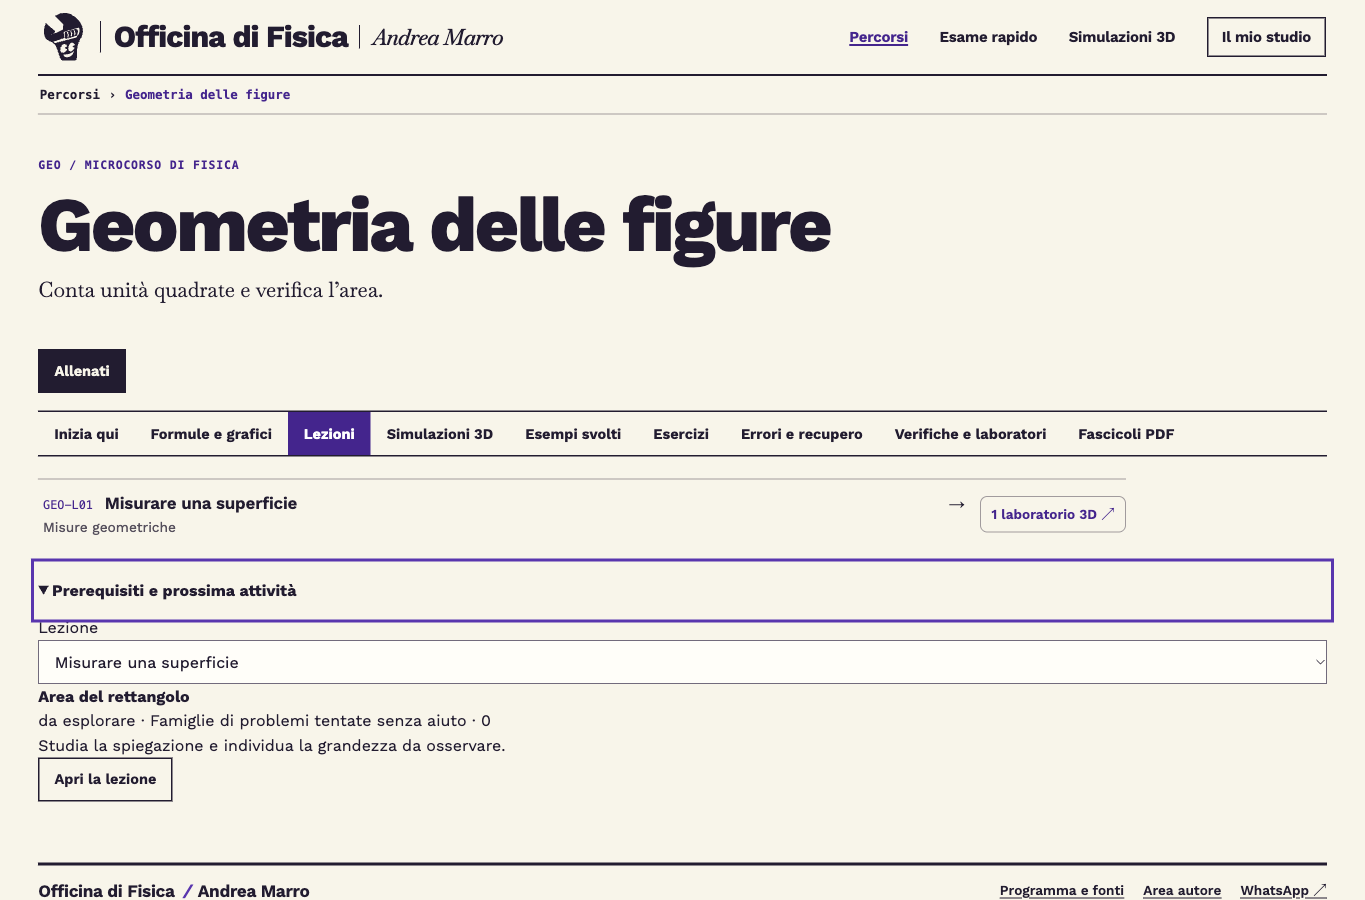 Officina di Fisica Andrea Marro Percorsi Esame rapido Simulazioni 3D Il mio studio
Percorsi › Geometria delle figure
GEO / MICROCORSO DI FISICA
Geometria delle figure
Conta unità quadrate e verifica l’area.
Allenati
Inizia qui Formule e grafici Lezioni Simulazioni 3D Esempi svolti Esercizi Errori e recupero Verifiche e laboratori Fascicoli PDF
GEO-L01 Misurare una superficie → 1 laboratorio 3D ↗
Misure geometriche
▼ Prerequisiti e prossima attività
Lezione
Misurare una superficie
Area del rettangolo
da esplorare · Famiglie di problemi tentate senza aiuto · 0
Studia la spiegazione e individua la grandezza da osservare.
Apri la lezione
Officina di Fisica / Andrea Marro Programma e fonti Area autore WhatsApp ↗